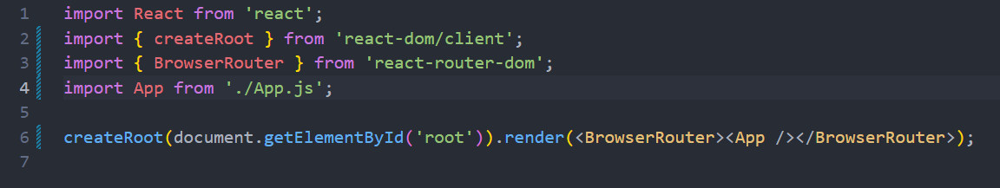 1 import React from 'react';
2 import { createRoot } from 'react-dom/client';
3 import { BrowserRouter } from 'react-router-dom';
4 import App from './App.js';
5
6 createRoot(document.getElementById('root')).render(<BrowserRouter><App /></BrowserRouter>);
7